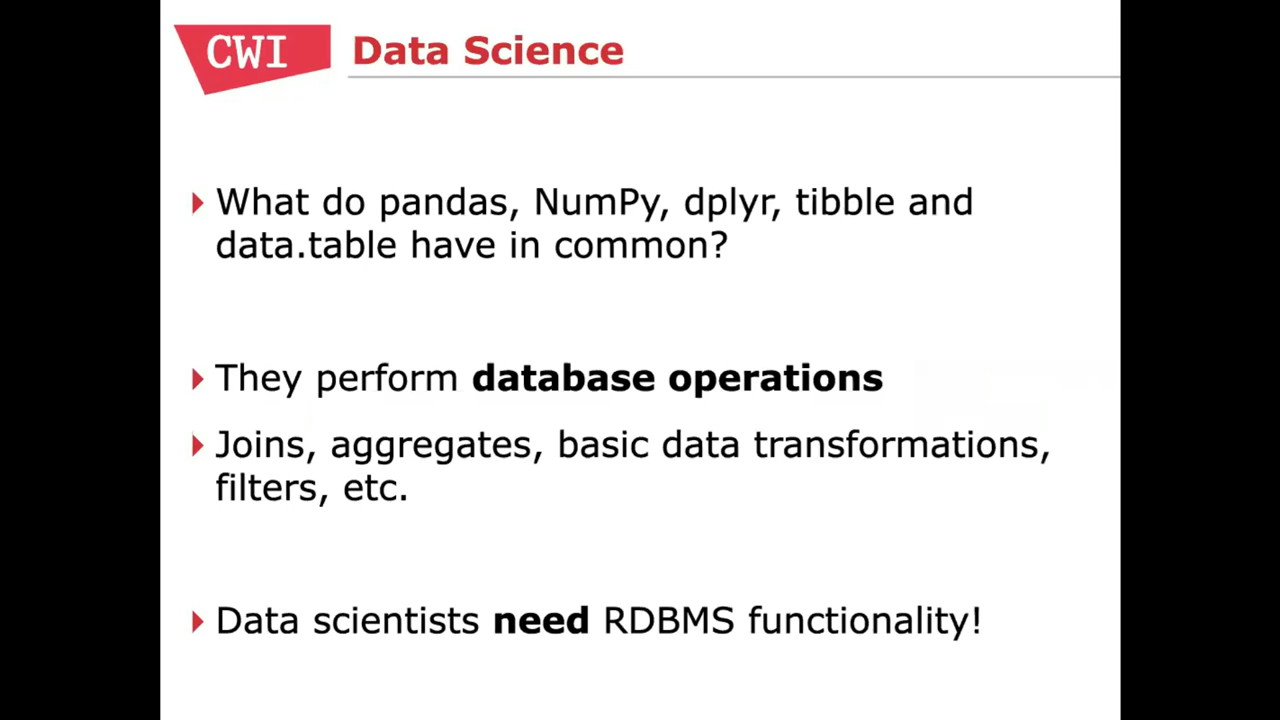 CWI
Data Science
What do pandas, NumPy, dplyr, tibble and
data.table have in common?
They perform database operations
Joins, aggregates, basic data transformations,
filters, etc.
Data scientists need RDBMS functionality!